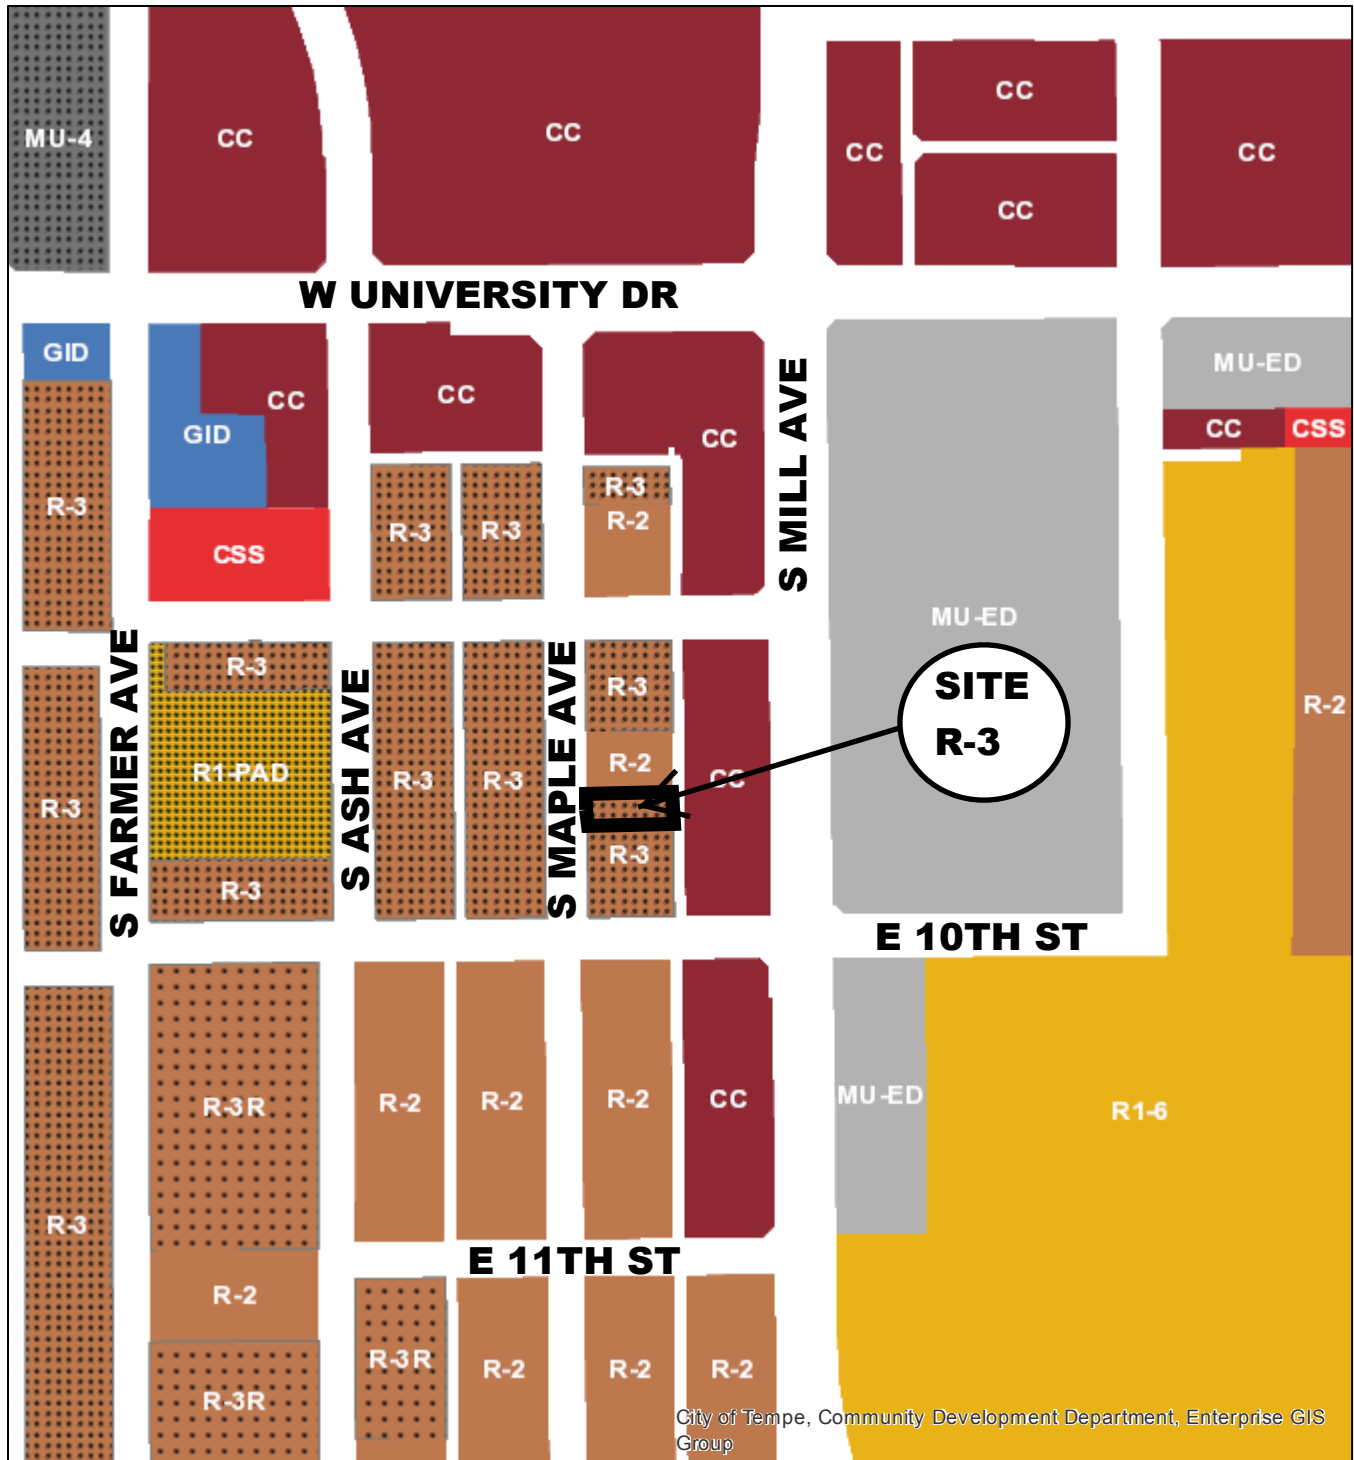 MU-4
CC
CC
CC
CC
CC
CC
W UNIVERSITY DR
GID
CC
GID
CSS
CC
CC
S MILL AVE
MU-ED
CC
CSS
R-3
R-3
R-3
R-3
R-2
MU-ED
SITE
R-3
R-2
S FARMER AVE
R-3
R1-PAD
R-3
R-3
S ASH AVE
R-3
R-3
S MAPLE AVE
R-3
R-2
CC
R-3
E 10TH ST
R-3R
R-2
R-2
R-2
CC
MU-ED
R1-6
R-3
E 11TH ST
R-2
R-3R
R-3R
R-2
R-2
R-2
City of Tempe, Community Development Department, Enterprise GIS
Group